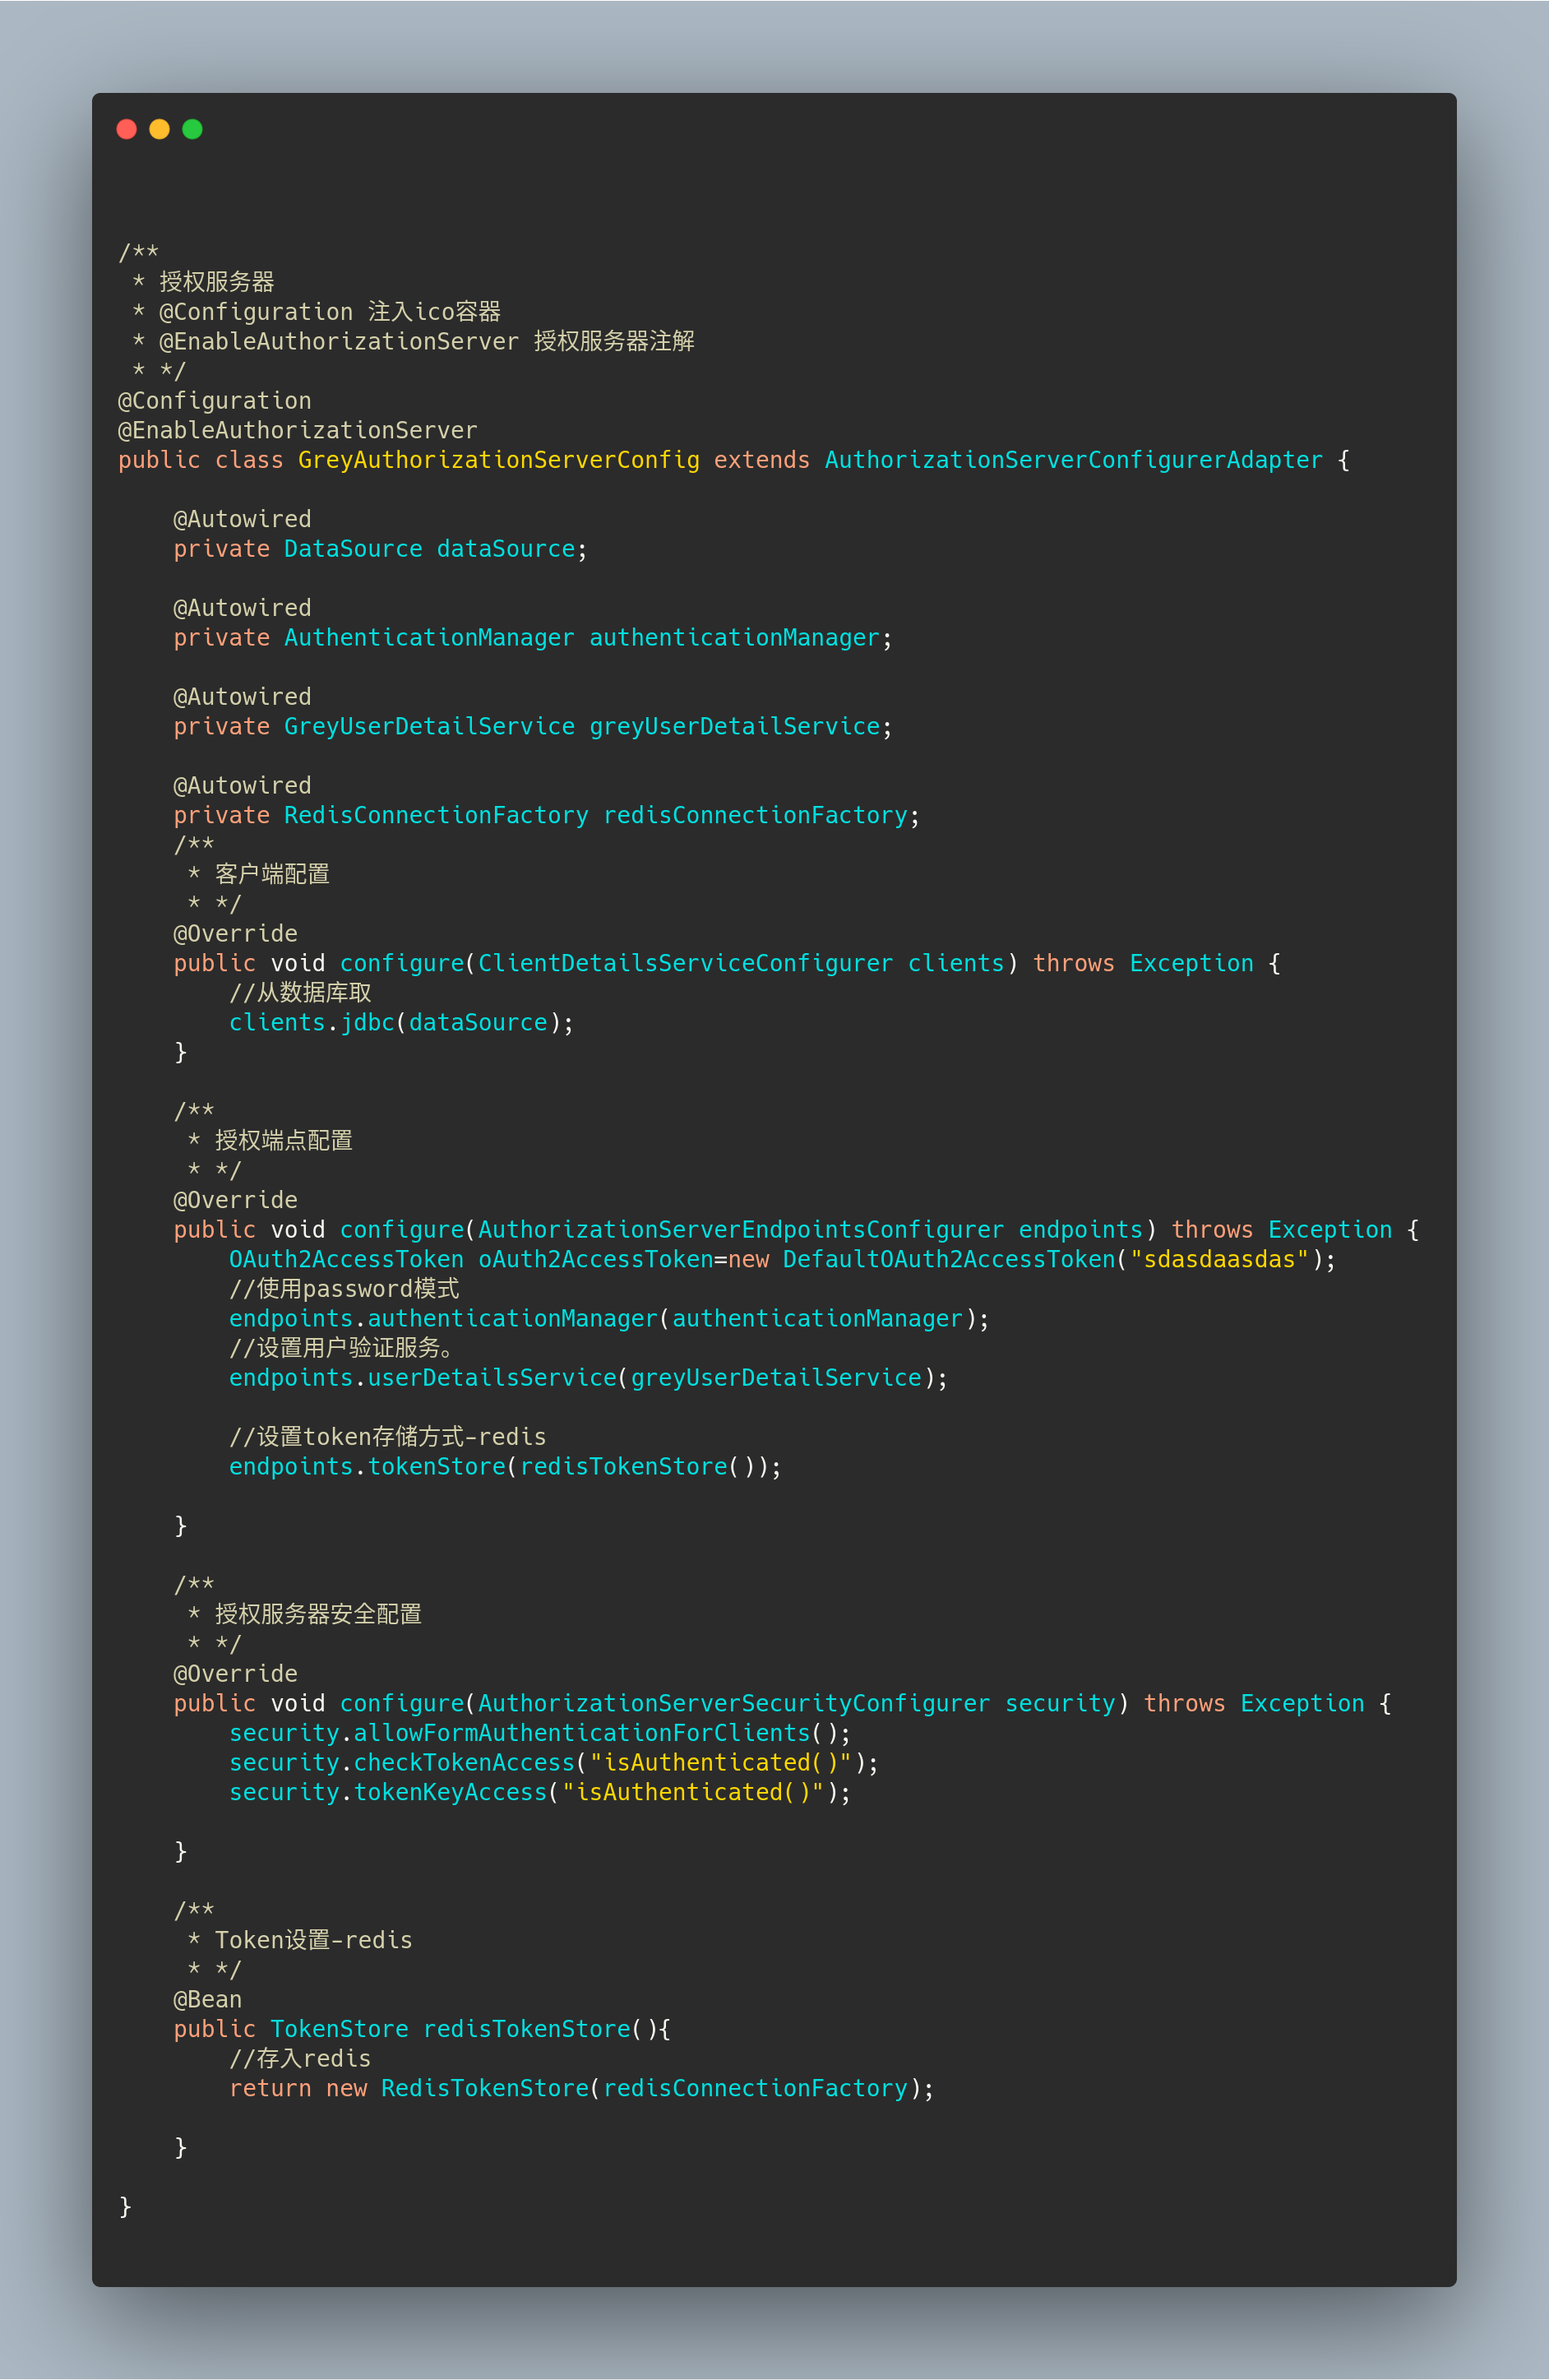 /**
 * 授权服务器
 * @Configuration 注入ico容器
 * @EnableAuthorizationServer 授权服务器注解
 * */
@Configuration
@EnableAuthorizationServer
public class GreyAuthorizationServerConfig extends AuthorizationServerConfigurerAdapter {

    @Autowired
    private DataSource dataSource;

    @Autowired
    private AuthenticationManager authenticationManager;

    @Autowired
    private GreyUserDetailService greyUserDetailService;

    @Autowired
    private RedisConnectionFactory redisConnectionFactory;
    /**
     * 客户端配置
     * */
    @Override
    public void configure(ClientDetailsServiceConfigurer clients) throws Exception {
        //从数据库取
        clients.jdbc(dataSource);
    }

    /**
     * 授权端点配置
     * */
    @Override
    public void configure(AuthorizationServerEndpointsConfigurer endpoints) throws Exception {
        OAuth2AccessToken oAuth2AccessToken=new DefaultOAuth2AccessToken("sdasdaasdas");
        //使用password模式
        endpoints.authenticationManager(authenticationManager);
        //设置用户验证服务。
        endpoints.userDetailsService(greyUserDetailService);

        //设置token存储方式-redis
        endpoints.tokenStore(redisTokenStore());

    }

    /**
     * 授权服务器安全配置
     * */
    @Override
    public void configure(AuthorizationServerSecurityConfigurer security) throws Exception {
        security.allowFormAuthenticationForClients();
        security.checkTokenAccess("isAuthenticated()");
        security.tokenKeyAccess("isAuthenticated()");

    }

    /**
     * Token设置-redis
     * */
    @Bean
    public TokenStore redisTokenStore(){
        //存入redis
        return new RedisTokenStore(redisConnectionFactory);

    }

}